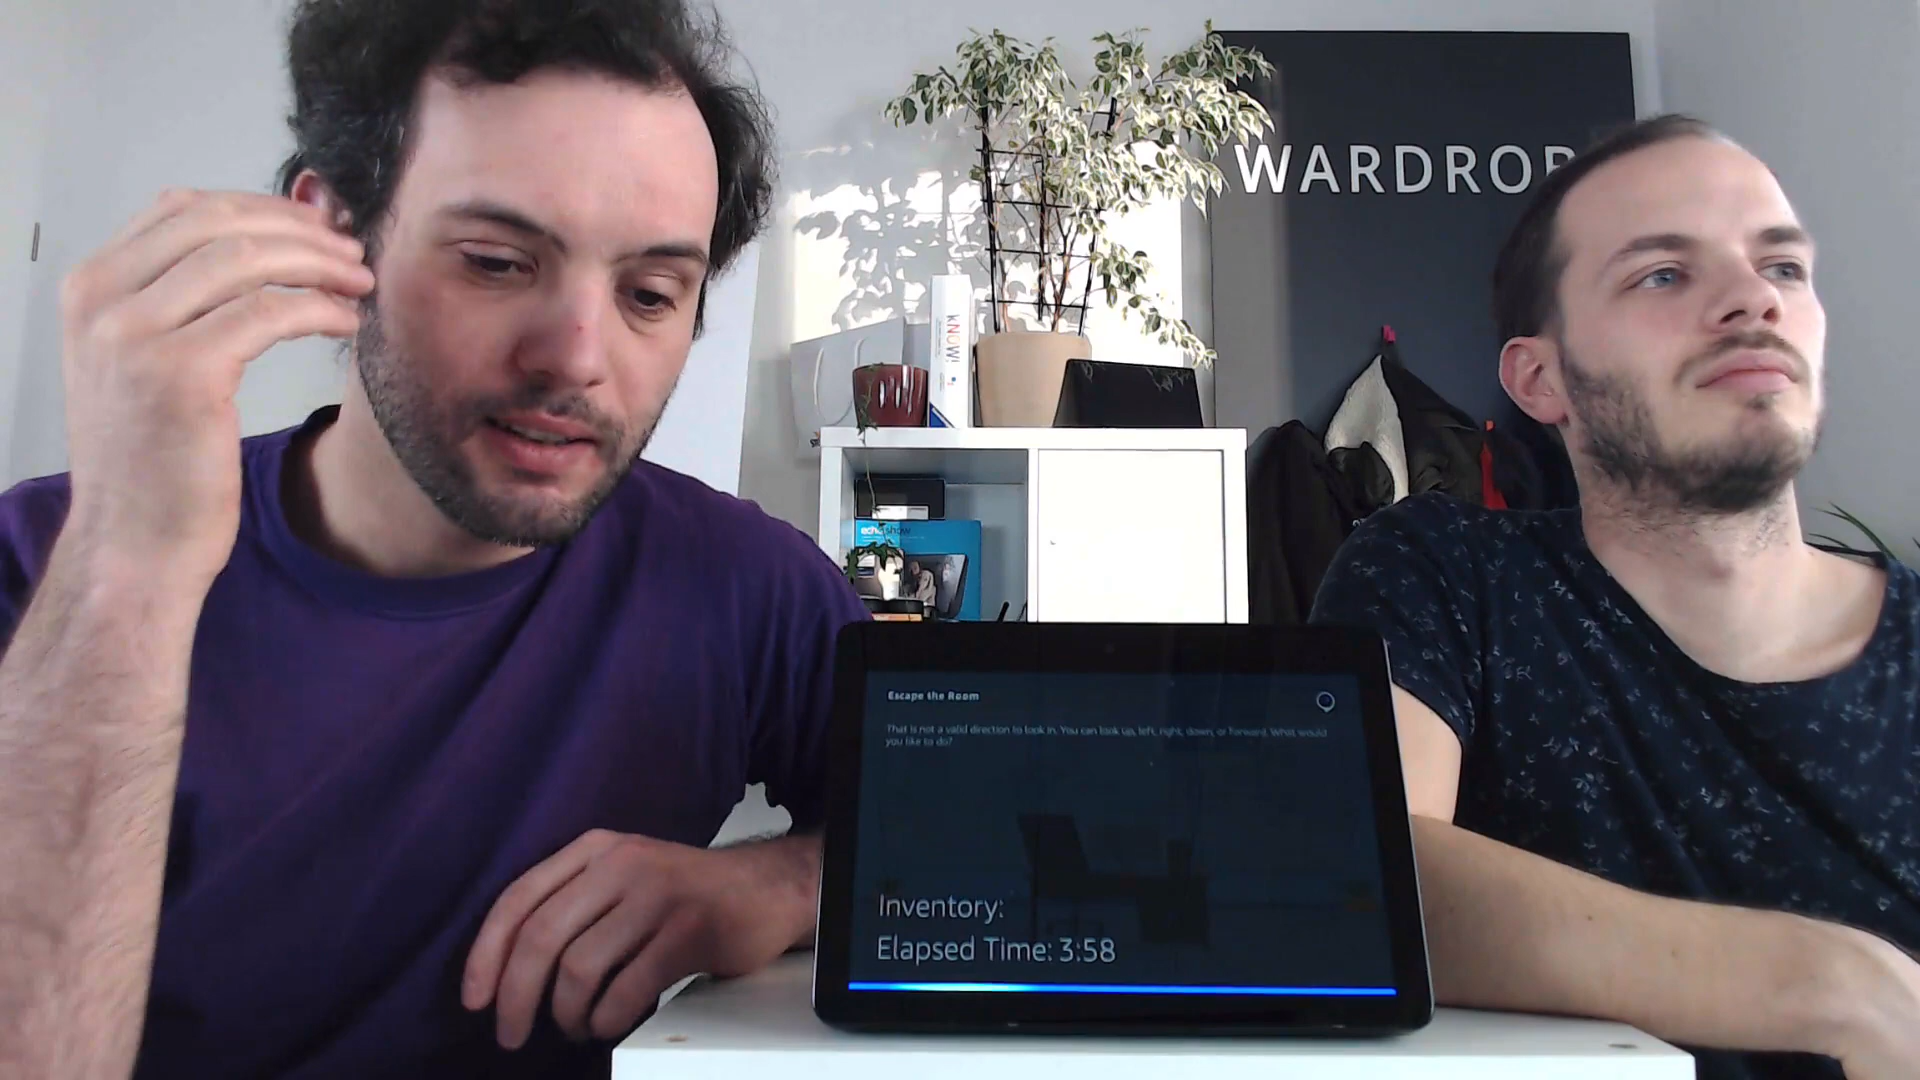 WARDROB
KNOW!
echo show
Escape the Room
That is not a valid direction to look in. You can look up, left, right, down, or forward. What would
you like to do?
Inventory:
Elapsed Time: 3:58